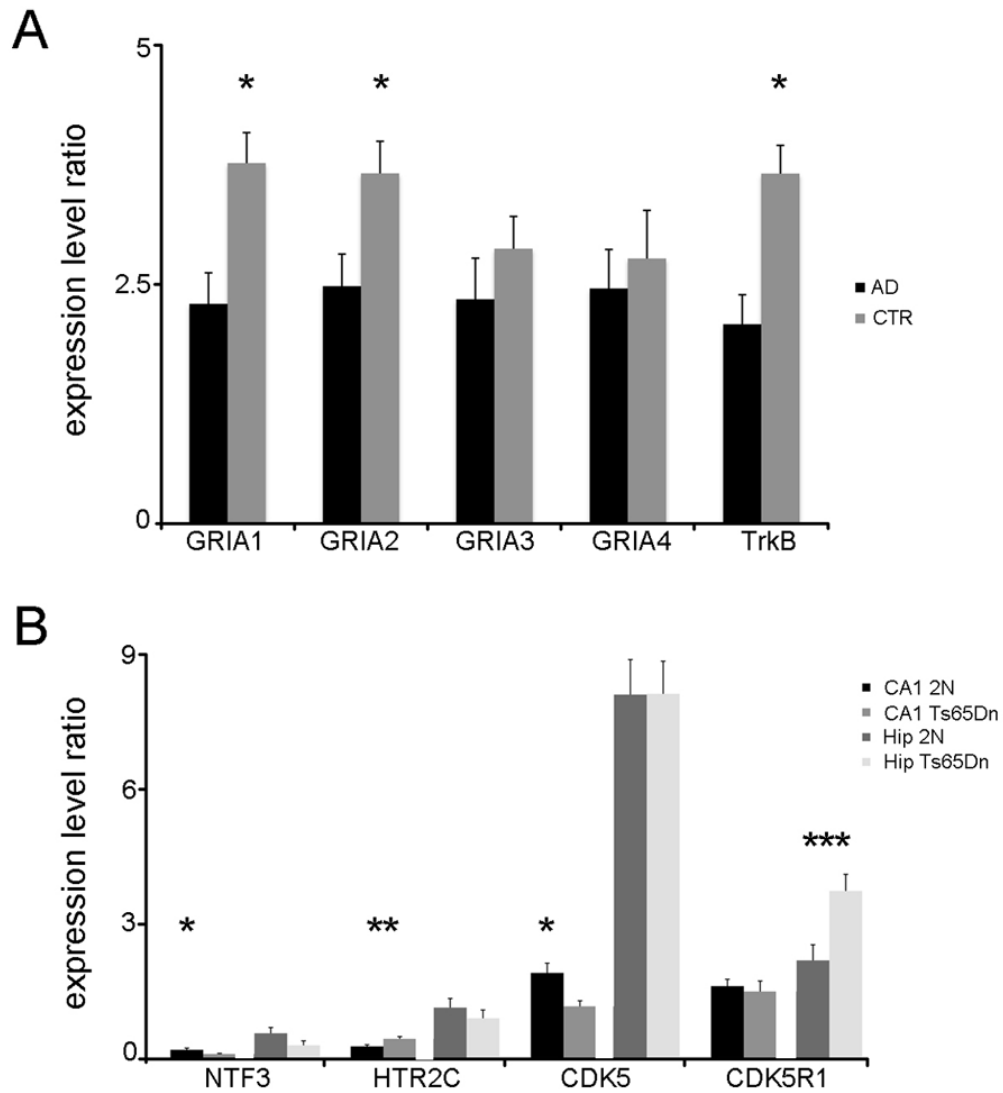 A
5
* * *
expression level ratio
2.5
AD
CTR
0
GRIA1 GRIA2 GRIA3 GRIA4 TrkB
B
9
CA1 2N
CA1 Ts65Dn
Hip 2N
Hip Ts65Dn
6
expression level ratio
***
3
* ** *
0
NTF3 HTR2C CDK5 CDK5R1